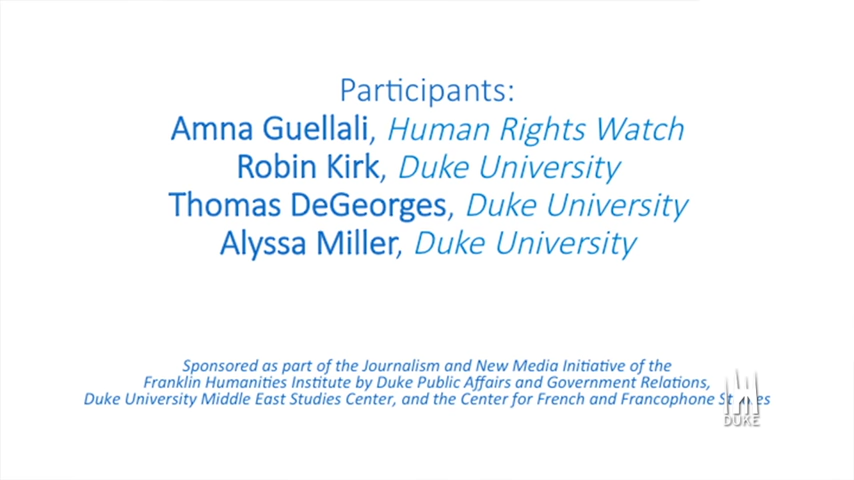 Participants:
Amna Guellali, Human Rights Watch
Robin Kirk, Duke University
Thomas DeGeorges, Duke University
Alyssa Miller, Duke University
Sponsored as part of the Journalism and New Media Initiative of the
Franklin Humanities Institute by Duke Public Affairs and Government Relations,
Duke University Middle East Studies Center, and the Center for French and Francophone Studies
DUKE